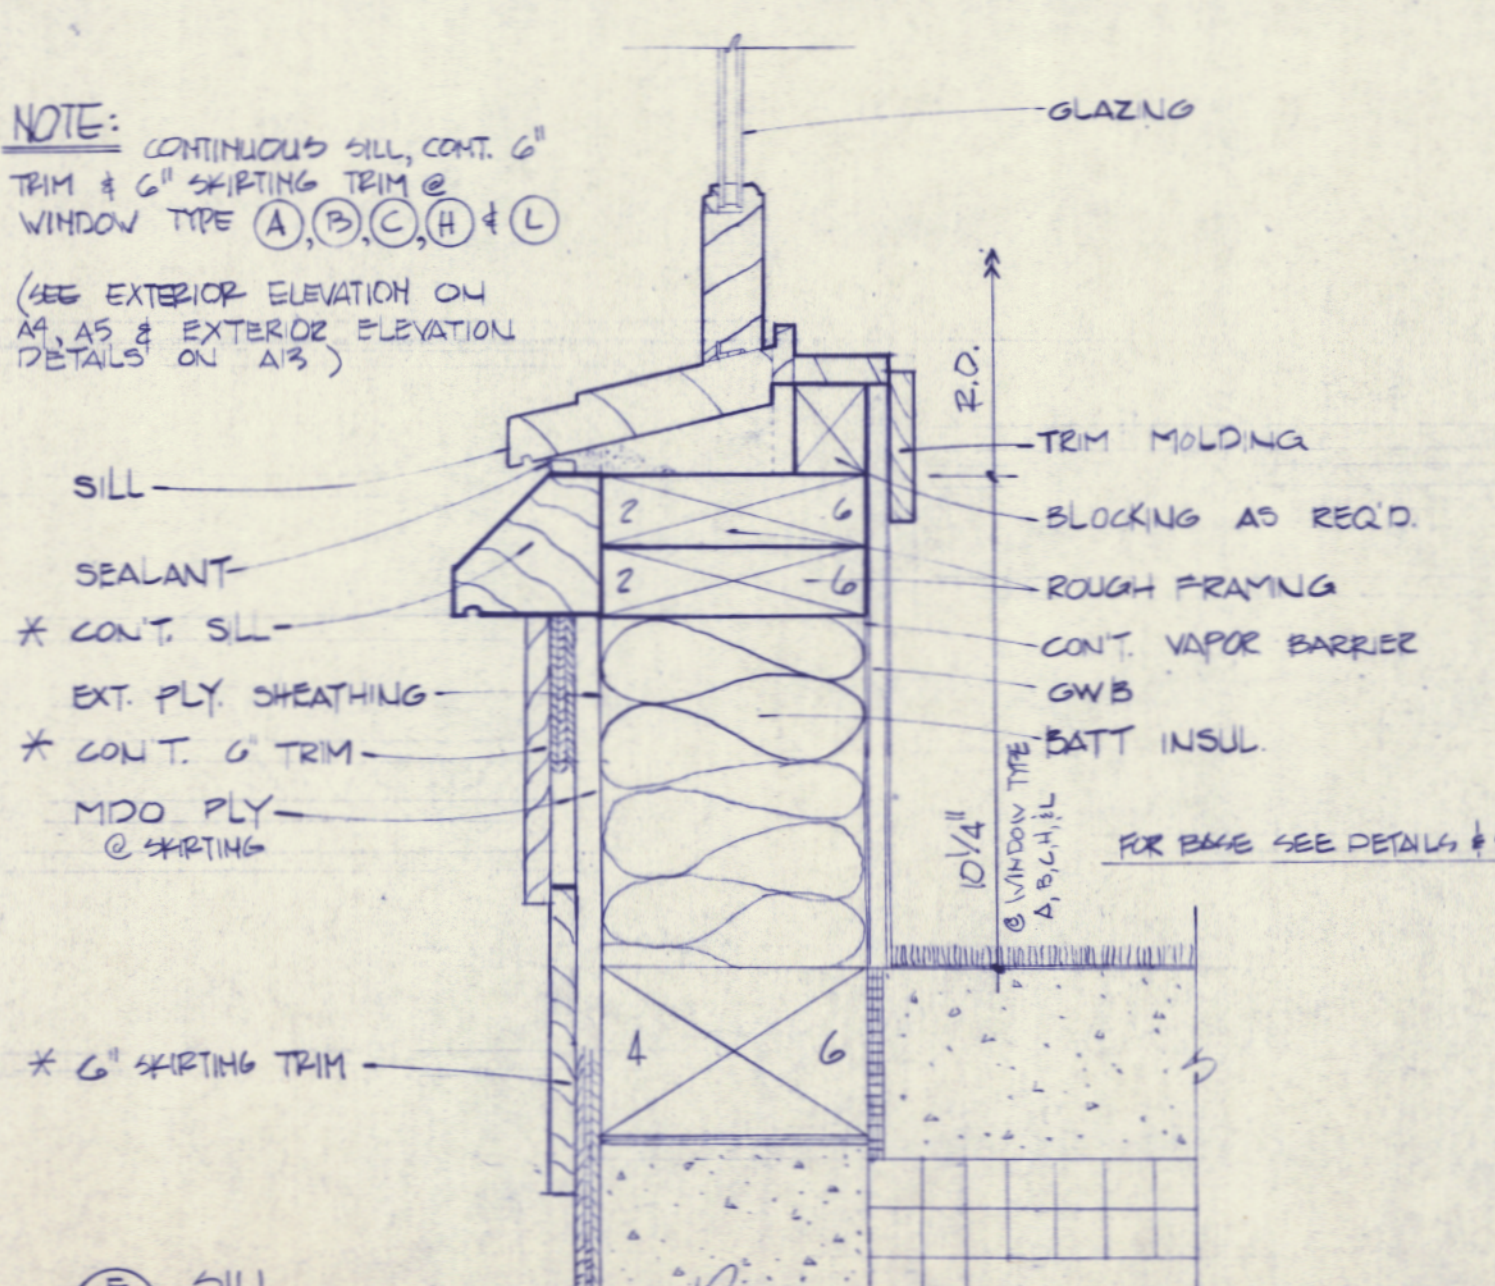 NOTE:
CONTINUOUS SILL, CONT. 6"
TRIM & 6" SKIRTING TRIM @
WINDOW TYPE A, B, C, H & L
(SEE EXTERIOR ELEVATION ON
A4, A5 & EXTERIOR ELEVATION
DETAILS ON A13)
SILL
SEALANT
* CON'T. SILL
EXT. PLY. SHEATHING
* CON'T. 6" TRIM
MDO PLY
@ SKIRTING
* 6" SKIRTING TRIM
2 6
2 6
4 6
GLAZING
R.O.
TRIM MOLDING
BLOCKING AS REQ'D.
ROUGH FRAMING
CON'T. VAPOR BARRIER
GWB
BATT INSUL.
10 1/4"
@ WINDOW TYPE
A, B, C, H, & L
FOR BASE SEE DETAILS &
SILL